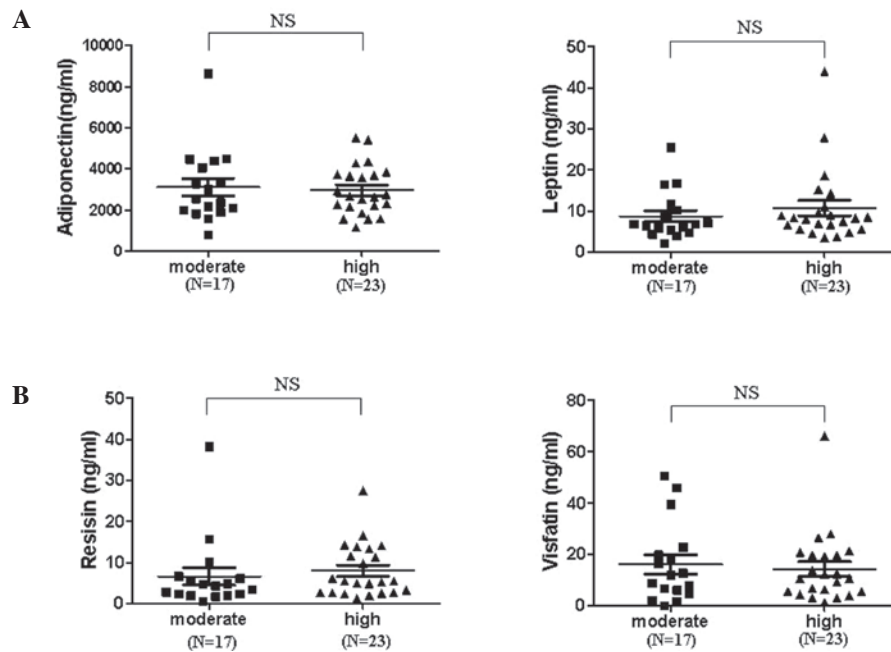 A
NS
Adiponectin(ng/ml)
10000
8000
6000
4000
2000
0
moderate
(N=17)
high
(N=23)
NS
Leptin (ng/ml)
50
40
30
20
10
0
moderate
(N=17)
high
(N=23)
B
NS
Resisin (ng/ml)
50
40
30
20
10
0
moderate
(N=17)
high
(N=23)
NS
Visfatin (ng/ml)
80
60
40
20
0
moderate
(N=17)
high
(N=23)